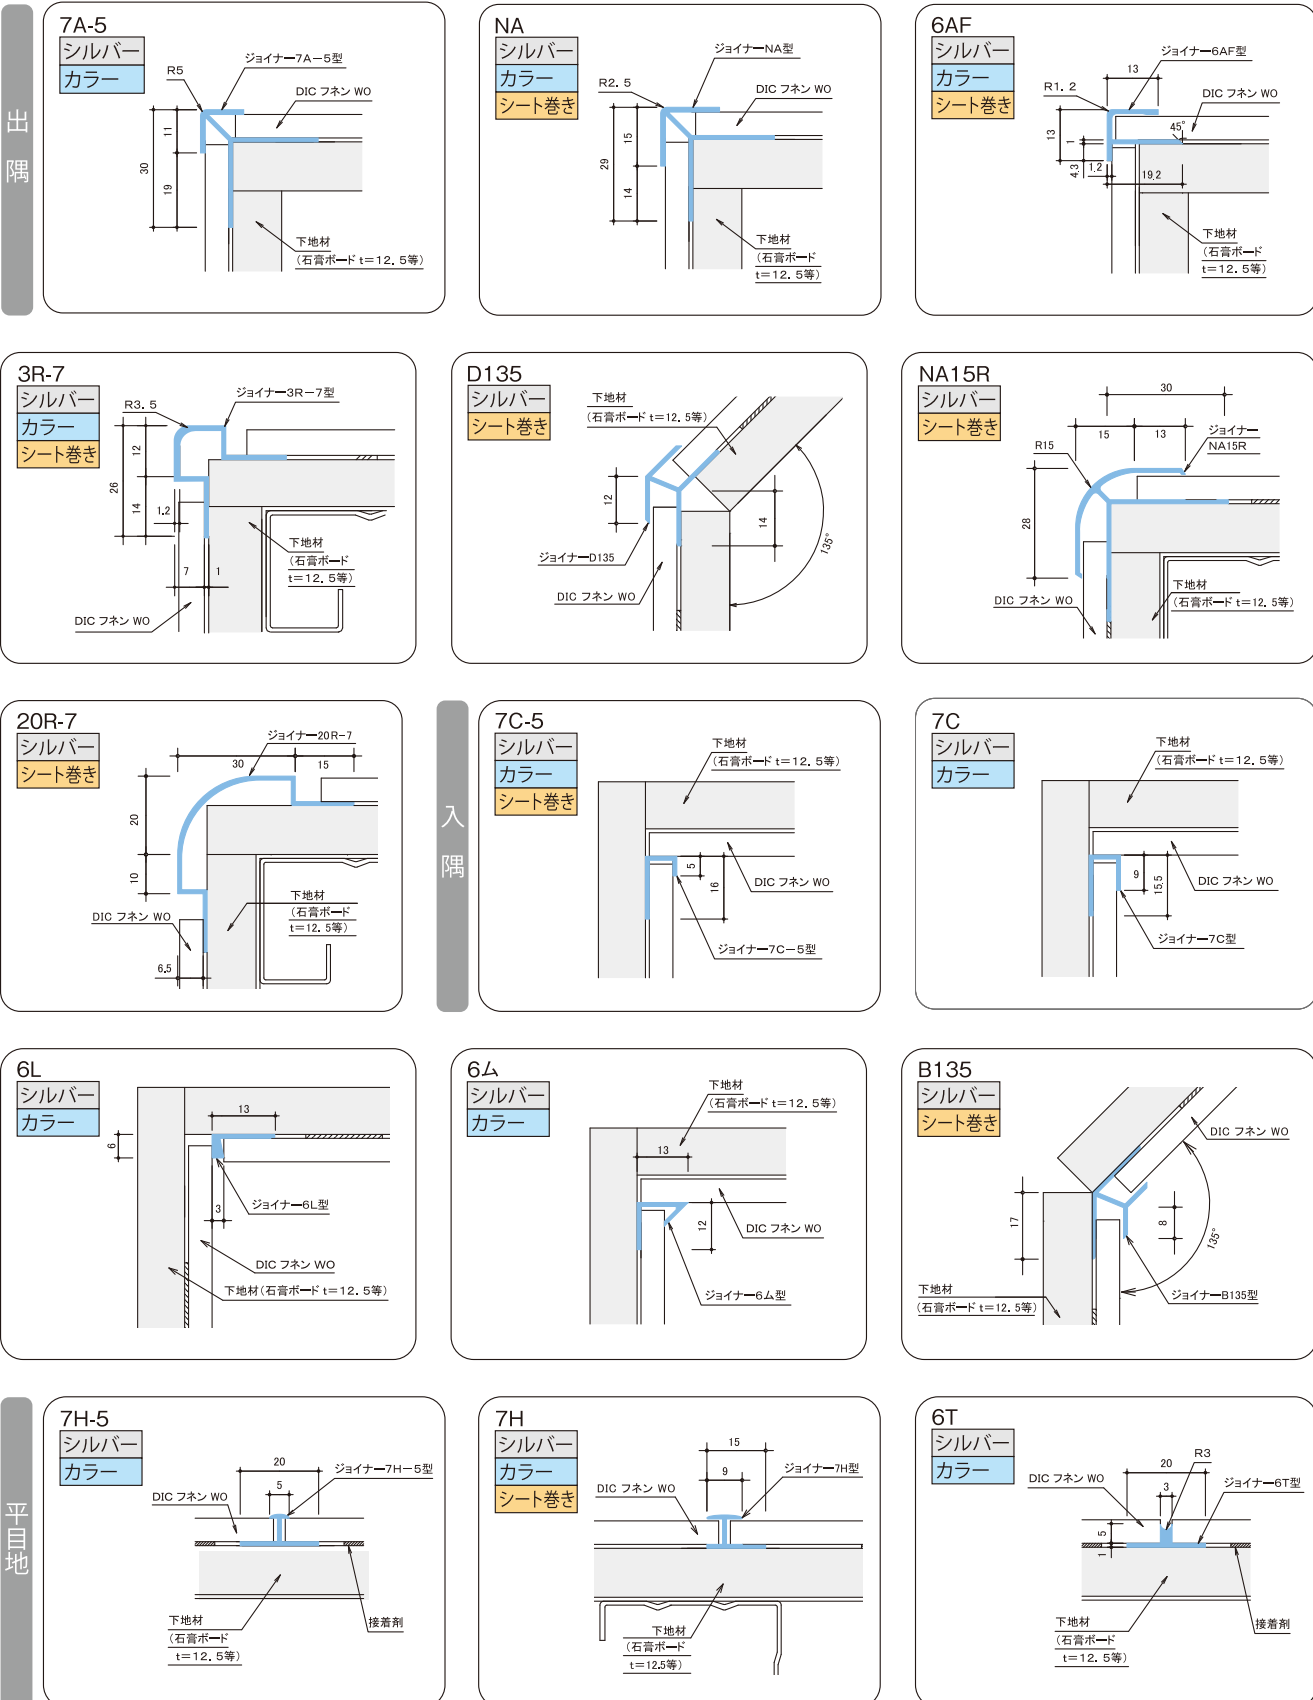 出隅
7A-5
シルバー
カラー
R5
ジョイナー7A－5型
DIC フネン WO
11
30
19
下地材
(石膏ボード t＝12. 5等)
NA
シルバー
カラー
シート巻き
R2. 5
ジョイナーNA型
DIC フネン WO
15
29
14
下地材
(石膏ボード
t＝12. 5等)
6AF
シルバー
カラー
シート巻き
ジョイナー6AF型
13
R1. 2
DIC フネン WO
45°
13
1
4.3
1.2
19.2
下地材
(石膏ボード
t＝12. 5等)
3R-7
シルバー
カラー
シート巻き
R3. 5
ジョイナー3R－7型
12
26
14
1.2
7
1
下地材
(石膏ボード
t＝12. 5等)
DIC フネン WO
D135
シルバー
シート巻き
下地材
(石膏ボード t＝12. 5等)
12
14
135°
ジョイナーD135
DIC フネン WO
NA15R
シルバー
シート巻き
30
15
13
ジョイナー
NA15R
R15
28
下地材
(石膏ボード t＝12. 5等)
DIC フネン WO
20R-7
シルバー
シート巻き
ジョイナー20R-7
30
15
20
10
下地材
(石膏ボード
t＝12. 5等)
DIC フネン WO
6.5
入隅
7C-5
シルバー
カラー
シート巻き
下地材
(石膏ボード t＝12. 5等)
5
16
DIC フネン WO
ジョイナー7C－5型
7C
シルバー
カラー
下地材
(石膏ボード t＝12. 5等)
9
15.5
DIC フネン WO
ジョイナー7C型
6L
シルバー
カラー
13
6
3
ジョイナー6L型
DIC フネン WO
下地材(石膏ボード t＝12. 5等)
6ム
シルバー
カラー
下地材
(石膏ボード t＝12. 5等)
13
12
DIC フネン WO
ジョイナー6ム型
B135
シルバー
シート巻き
DIC フネン WO
17
8
135°
下地材
(石膏ボード t＝12. 5等)
ジョイナーB135型
平目地
7H-5
シルバー
カラー
20
5
ジョイナー7H－5型
DIC フネン WO
下地材
(石膏ボード
t＝12. 5等)
接着剤
7H
シルバー
カラー
シート巻き
15
9
ジョイナー7H型
DIC フネン WO
下地材
(石膏ボード
t＝12.5等)
6T
シルバー
カラー
R3
20
3
DIC フネン WO
ジョイナー6T型
5
1
下地材
(石膏ボード
t＝12. 5等)
接着剤